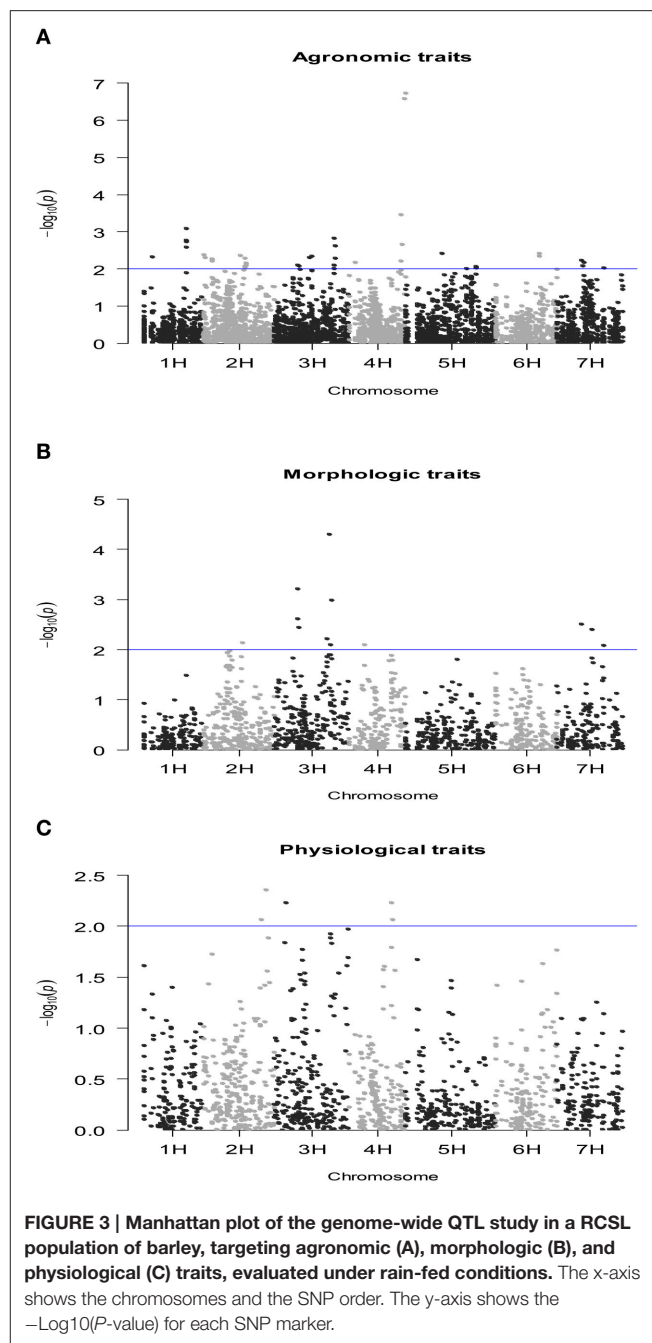 A
Agronomic traits
7
6
5
4
3
2
1
0
−log10(p)
1H 2H 3H 4H 5H 6H 7H
Chromosome
B
Morphologic traits
5
4
3
2
1
0
−log10(p)
1H 2H 3H 4H 5H 6H 7H
Chromosome
C
Physiological traits
2.5
2.0
1.5
1.0
0.5
0.0
−log10(p)
1H 2H 3H 4H 5H 6H 7H
Chromosome
FIGURE 3 | Manhattan plot of the genome-wide QTL study in a RCSL
population of barley, targeting agronomic (A), morphologic (B), and
physiological (C) traits, evaluated under rain-fed conditions. The x-axis
shows the chromosomes and the SNP order. The y-axis shows the
−Log10(P-value) for each SNP marker.